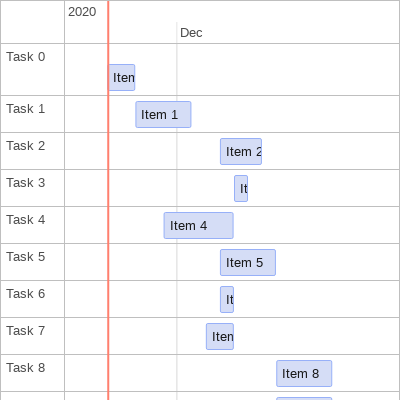 2020
Dec
Task 0
Iten
Task 1
Item 1
Task 2
Item 2
Task 3
It
Task 4
Item 4
Task 5
Item 5
Task 6
It
Task 7
Iten
Task 8
Item 8